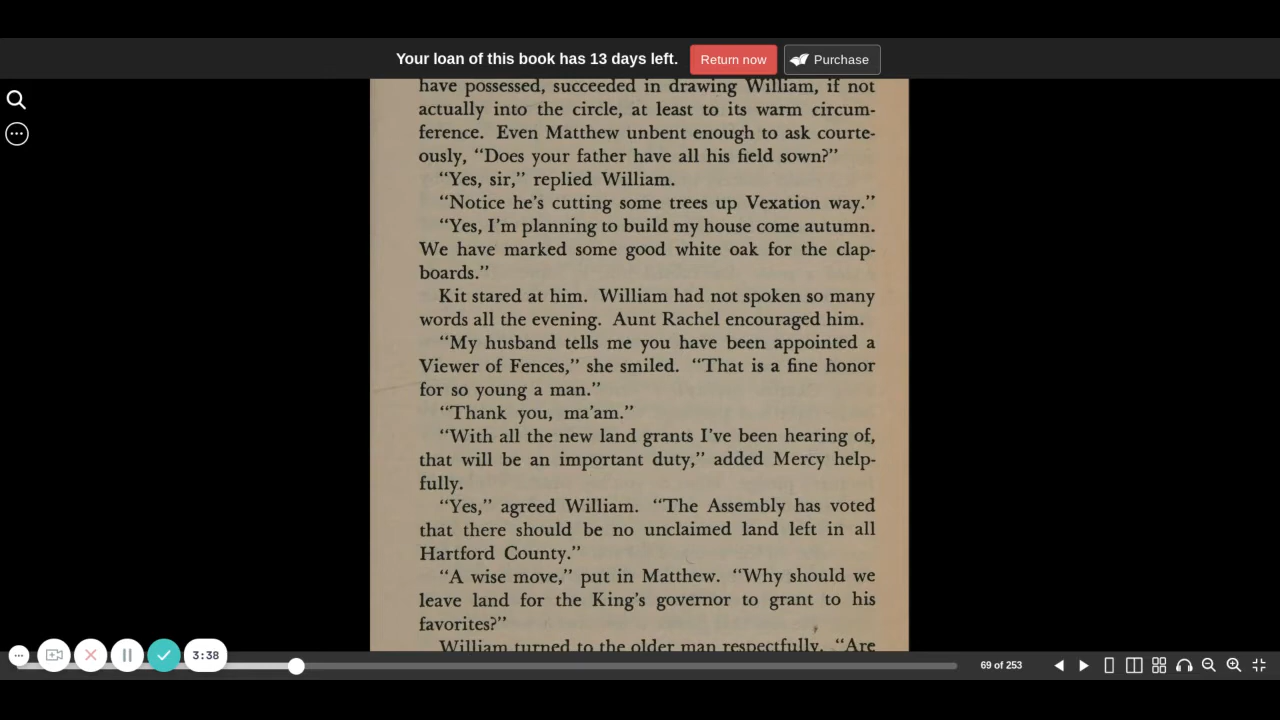 Your loan of this book has 13 days left. Return now Purchase
have possessed, succeeded in drawing William, if not
actually into the circle, at least to its warm circum-
ference. Even Matthew unbent enough to ask courte-
ously, “Does your father have all his field sown?”
“Yes, sir,” replied William.
“Notice he’s cutting some trees up Vexation way.”
“Yes, I’m planning to build my house come autumn.
We have marked some good white oak for the clap-
boards.”
Kit stared at him. William had not spoken so many
words all the evening. Aunt Rachel encouraged him.
“My husband tells me you have been appointed a
Viewer of Fences,” she smiled. “That is a fine honor
for so young a man.”
“Thank you, ma’am.”
“With all the new land grants I’ve been hearing of,
that will be an important duty,” added Mercy help-
fully.
“Yes,” agreed William. “The Assembly has voted
that there should be no unclaimed land left in all
Hartford County.”
“A wise move,” put in Matthew. “Why should we
leave land for the King’s governor to grant to his
favorites?”
William turned to the older man respectfully. “Are
3:38
69 of 253